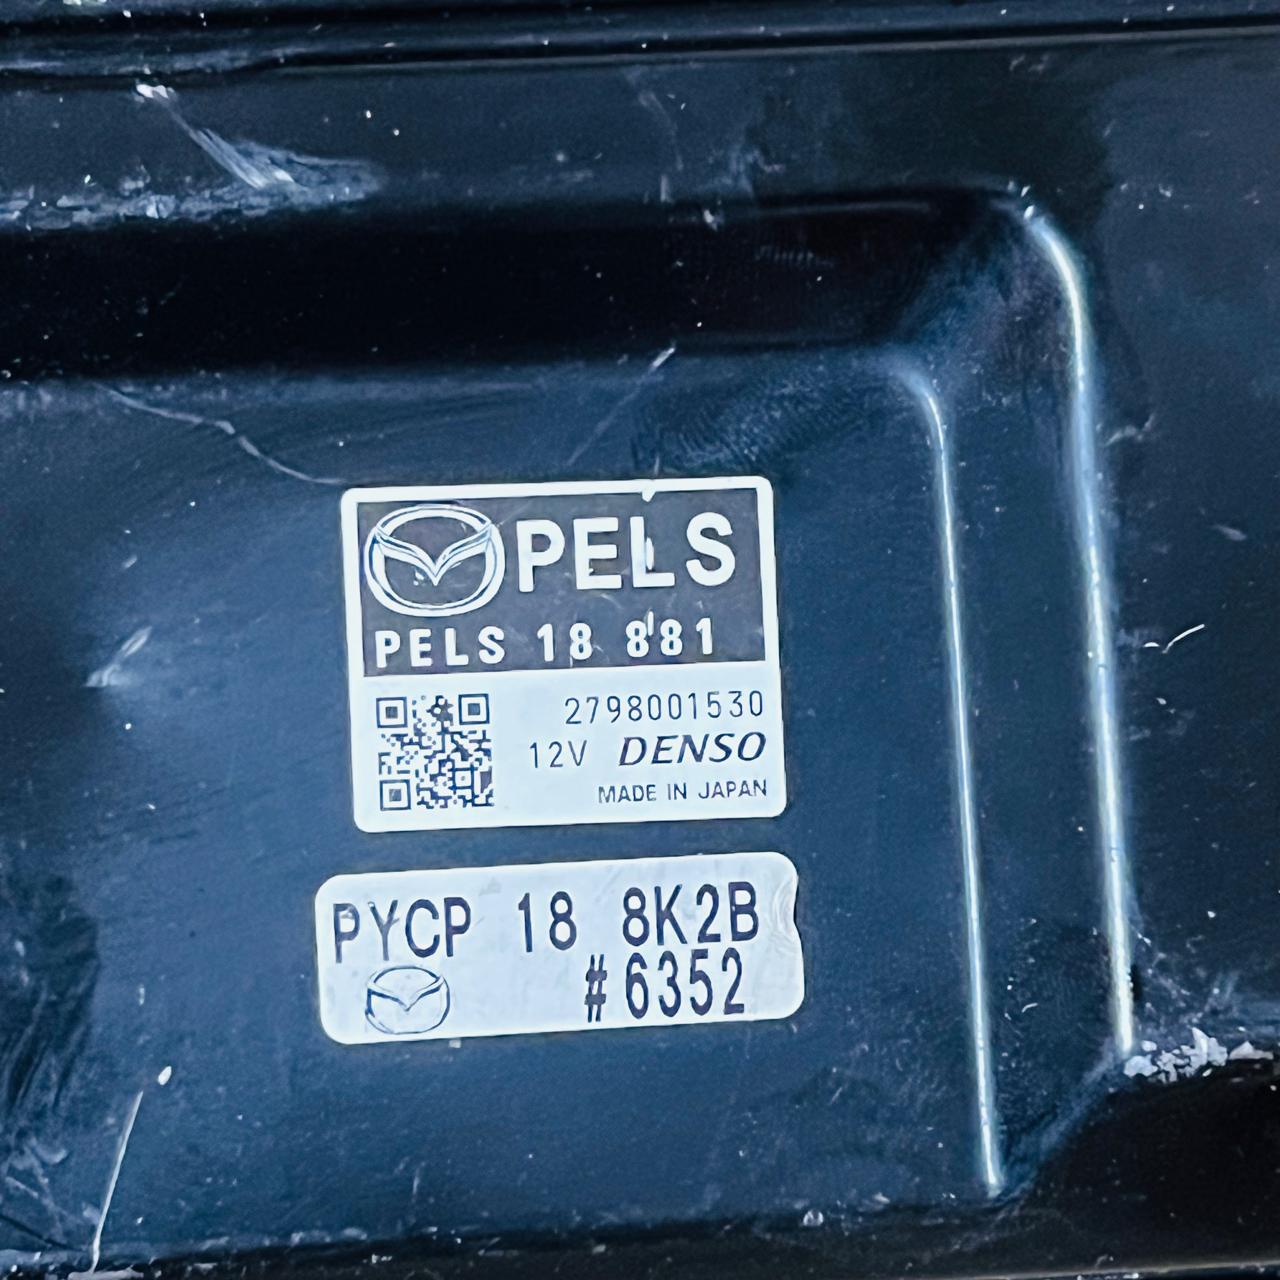 PELS
PELS 18 881
2798001530
12V DENSO
MADE IN JAPAN
PYCP 18 8K2B
#6352